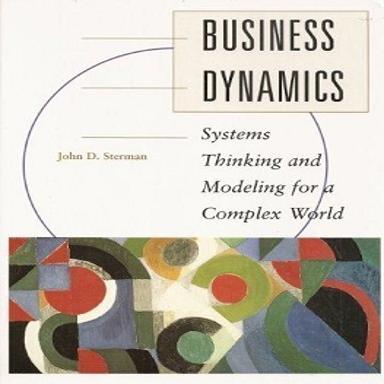 BUSINESS
DYNAMICS
Systems
Thinking and
Modeling for a
Complex World
John D. Sterman